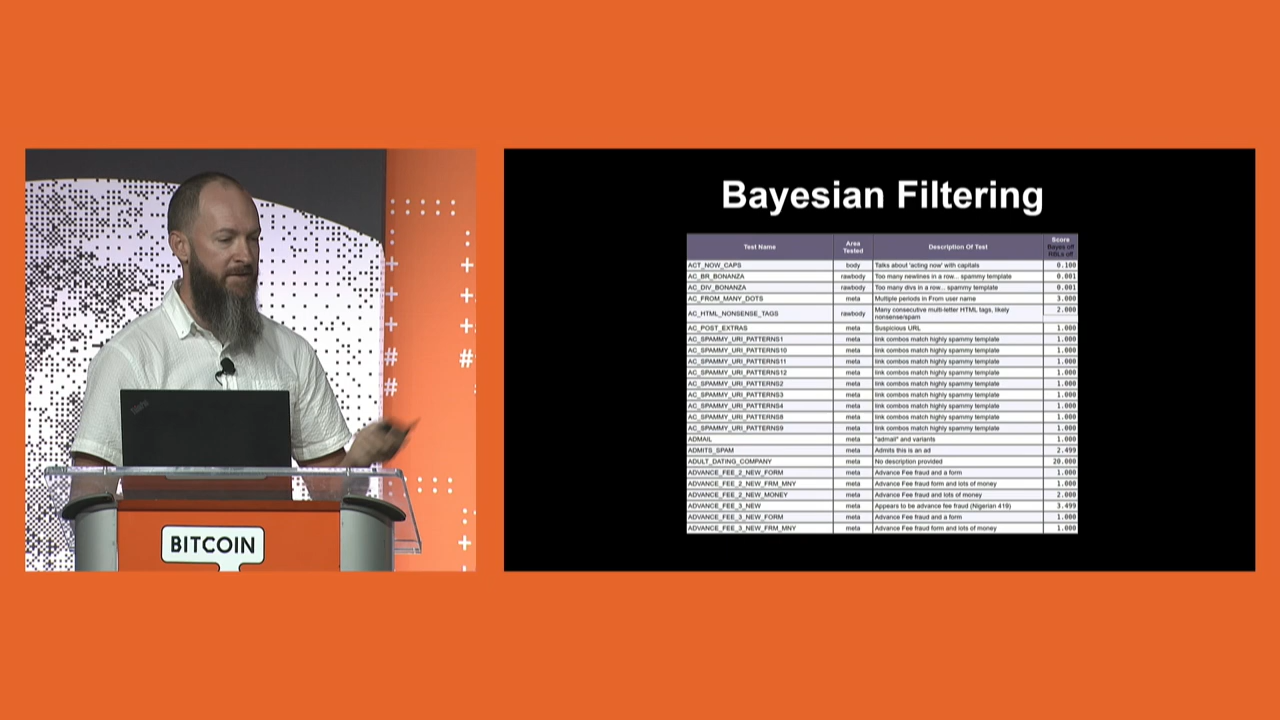 BITCOIN
Bayesian Filtering
Test Name Area Tested Description Of Test Score Bayes off RBLs off
ACT_NOW_CAPS body Talks about 'acting now' with capitals 0.100
AC_BR_BONANZA rawbody Too many newlines in a row... spammy template 0.001
AC_DIV_BONANZA rawbody Too many divs in a row... spammy template 0.001
AC_FROM_MANY_DOTS meta Multiple periods in From user name 3.000
AC_HTML_NONSENSE_TAGS rawbody Many consecutive multi-letter HTML tags, likely nonsense/spam 2.000
AC_POST_EXTRAS meta Suspicious URL 1.000
AC_SPAMMY_URI_PATTERNS1 meta link combos match highly spammy template 1.000
AC_SPAMMY_URI_PATTERNS10 meta link combos match highly spammy template 1.000
AC_SPAMMY_URI_PATTERNS11 meta link combos match highly spammy template 1.000
AC_SPAMMY_URI_PATTERNS12 meta link combos match highly spammy template 1.000
AC_SPAMMY_URI_PATTERNS2 meta link combos match highly spammy template 1.000
AC_SPAMMY_URI_PATTERNS3 meta link combos match highly spammy template 1.000
AC_SPAMMY_URI_PATTERNS4 meta link combos match highly spammy template 1.000
AC_SPAMMY_URI_PATTERNS8 meta link combos match highly spammy template 1.000
AC_SPAMMY_URI_PATTERNS9 meta link combos match highly spammy template 1.000
ADMAIL meta "admail" and variants 1.000
ADMITS_SPAM meta Admits this is an ad 2.499
ADULT_DATING_COMPANY meta No description provided 20.000
ADVANCE_FEE_2_NEW_FORM meta Advance Fee fraud and a form 1.000
ADVANCE_FEE_2_NEW_FRM_MNY meta Advance Fee fraud form and lots of money 1.000
ADVANCE_FEE_2_NEW_MONEY meta Advance Fee fraud and lots of money 2.000
ADVANCE_FEE_3_NEW meta Appears to be advance fee fraud (Nigerian 419) 3.499
ADVANCE_FEE_3_NEW_FORM meta Advance Fee fraud and a form 1.000
ADVANCE_FEE_3_NEW_FRM_MNY meta Advance Fee fraud form and lots of money 1.000